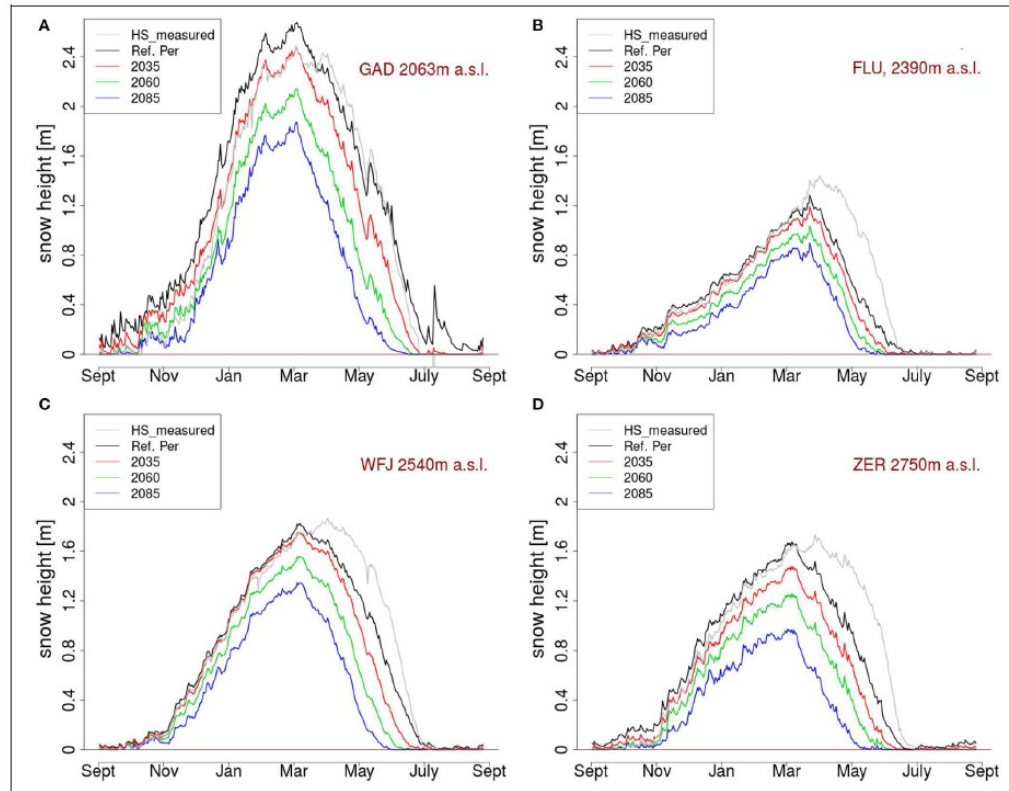 A
HS_measured
Ref. Per
2035
2060
2085
GAD 2063m a.s.l.
snow height [m]
2.4
2
1.6
1.2
0.8
0.4
0
Sept Nov Jan Mar May July Sept
B
HS_measured
Ref. Per
2035
2060
2085
FLU, 2390m a.s.l.
snow height [m]
2.4
2
1.6
1.2
0.8
0.4
0
Sept Nov Jan Mar May July Sept
C
HS_measured
Ref. Per
2035
2060
2085
WFJ 2540m a.s.l.
snow height [m]
2.4
2
1.6
1.2
0.8
0.4
0
Sept Nov Jan Mar May July Sept
D
HS_measured
Ref. Per
2035
2060
2085
ZER 2750m a.s.l.
snow height [m]
2.4
2
1.6
1.2
0.8
0.4
0
Sept Nov Jan Mar May July Sept